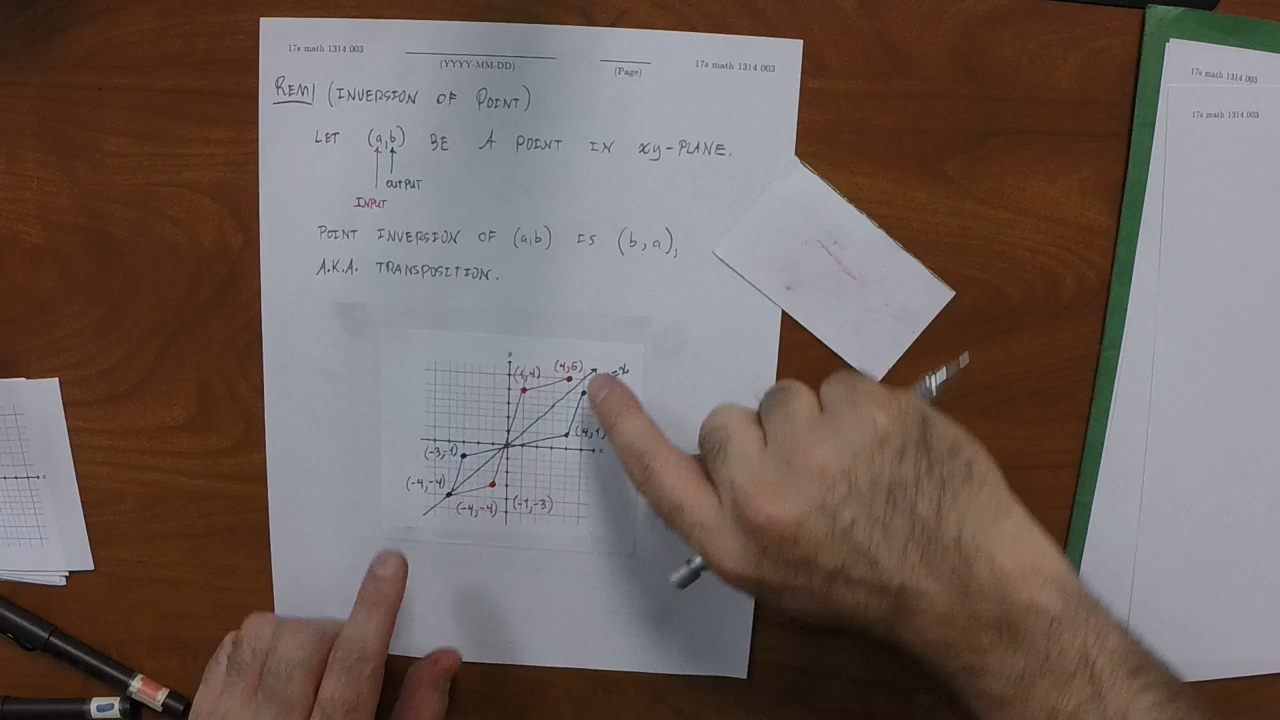 17s math 1314 003
(YYYY-MM-DD)
(Page)
17s math 1314 003
REM| (INVERSION OF POINT)
LET (a,b) BE A POINT IN xy-PLANE.
OUTPUT
INPUT
POINT INVERSION OF (a,b) IS (b,a),
A.K.A. TRANSPOSITION.
(1,4)
(4,5)
=x
(4,1)
(-3,-1)
(-4,-4)
(-4,-4)
(-1,-3)
17s math 1314 003
17s math 1314 003